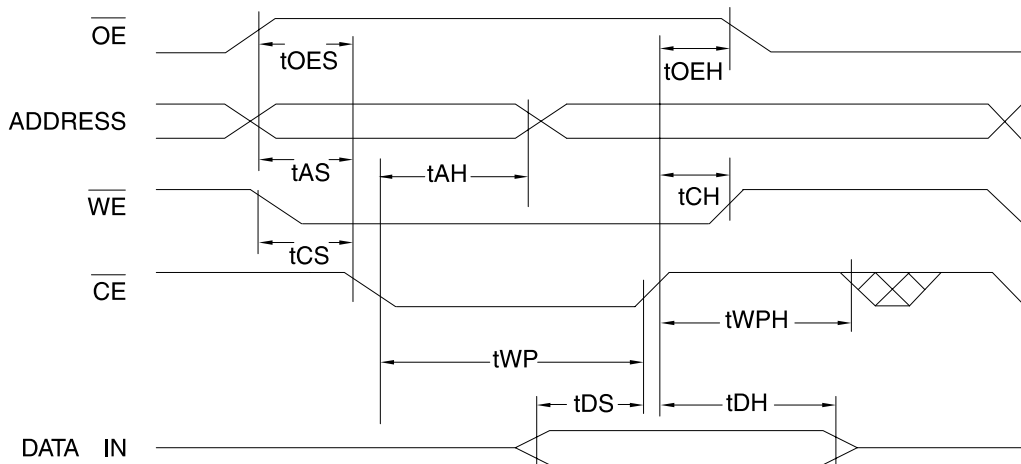 OE
tOES
tOEH
ADDRESS
tAS
tAH
tCH
WE
tCS
CE
tWPH
tWP
tDS
tDH
DATA IN